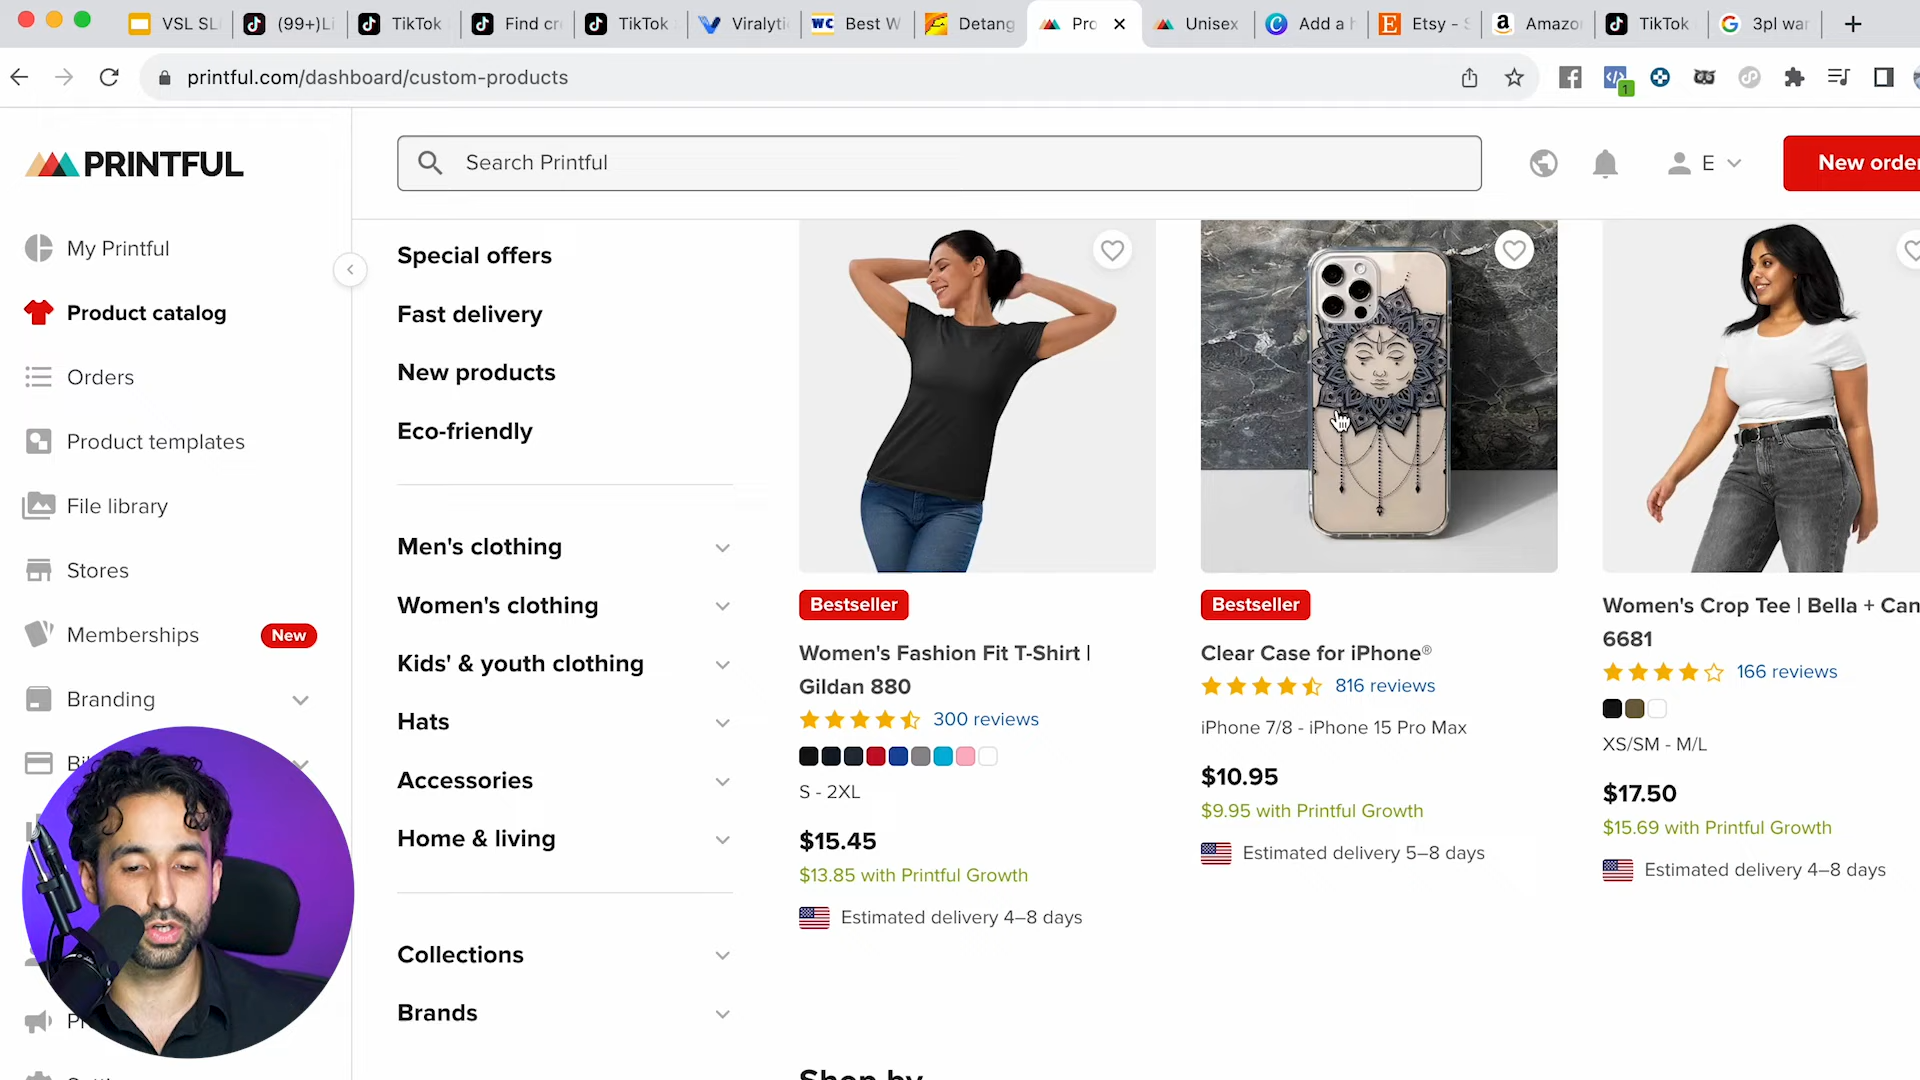 VSL SL
(99+)Li
TikTok
Find cr
TikTok
Viralyti
WC Best W
Detang
Pro
Unisex
Add a h
Etsy - S
Amazo
TikTok
3pl war
printful.com/dashboard/custom-products
1
PRINTFUL
Search Printful
E
New order
My Printful
Product catalog
Orders
Product templates
File library
Stores
Memberships New
Branding
Special offers
Fast delivery
New products
Eco-friendly
Men's clothing
Women's clothing
Kids' & youth clothing
Hats
Accessories
Home & living
Collections
Brands
Bestseller
Women's Fashion Fit T-Shirt |
Gildan 880
300 reviews
S - 2XL
$15.45
$13.85 with Printful Growth
Estimated delivery 4–8 days
Bestseller
Clear Case for iPhone®
816 reviews
iPhone 7/8 - iPhone 15 Pro Max
$10.95
$9.95 with Printful Growth
Estimated delivery 5–8 days
Women's Crop Tee | Bella + Can
6681
166 reviews
XS/SM - M/L
$17.50
$15.69 with Printful Growth
Estimated delivery 4–8 days
Shop by